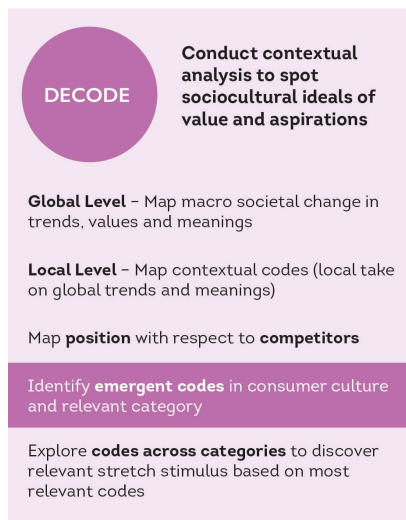 DECODE
Conduct contextual
analysis to spot
sociocultural ideals of
value and aspirations
Global Level – Map macro societal change in
trends, values and meanings
Local Level – Map contextual codes (local take
on global trends and meanings)
Map position with respect to competitors
Identify emergent codes in consumer culture
and relevant category
Explore codes across categories to discover
relevant stretch stimulus based on most
relevant codes